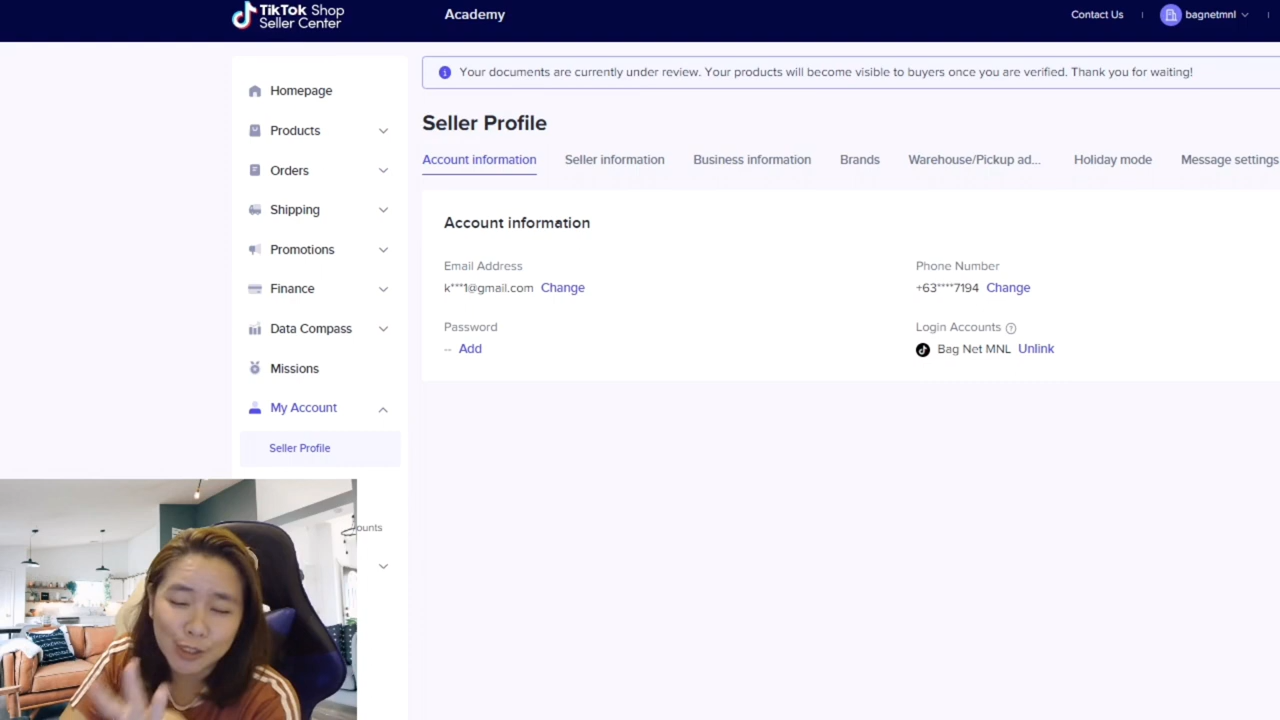 TikTok Shop
Seller Center
Academy
Contact Us
bagnetmnl
Homepage
Products
Orders
Shipping
Promotions
Finance
Data Compass
Missions
My Account
Seller Profile
ounts
Your documents are currently under review. Your products will become visible to buyers once you are verified. Thank you for waiting!
Seller Profile
Account information
Seller information
Business information
Brands
Warehouse/Pickup ad...
Holiday mode
Message settings
Account information
Email Address
k***1@gmail.com Change
Phone Number
+63****7194 Change
Password
-- Add
Login Accounts
Bag Net MNL Unlink